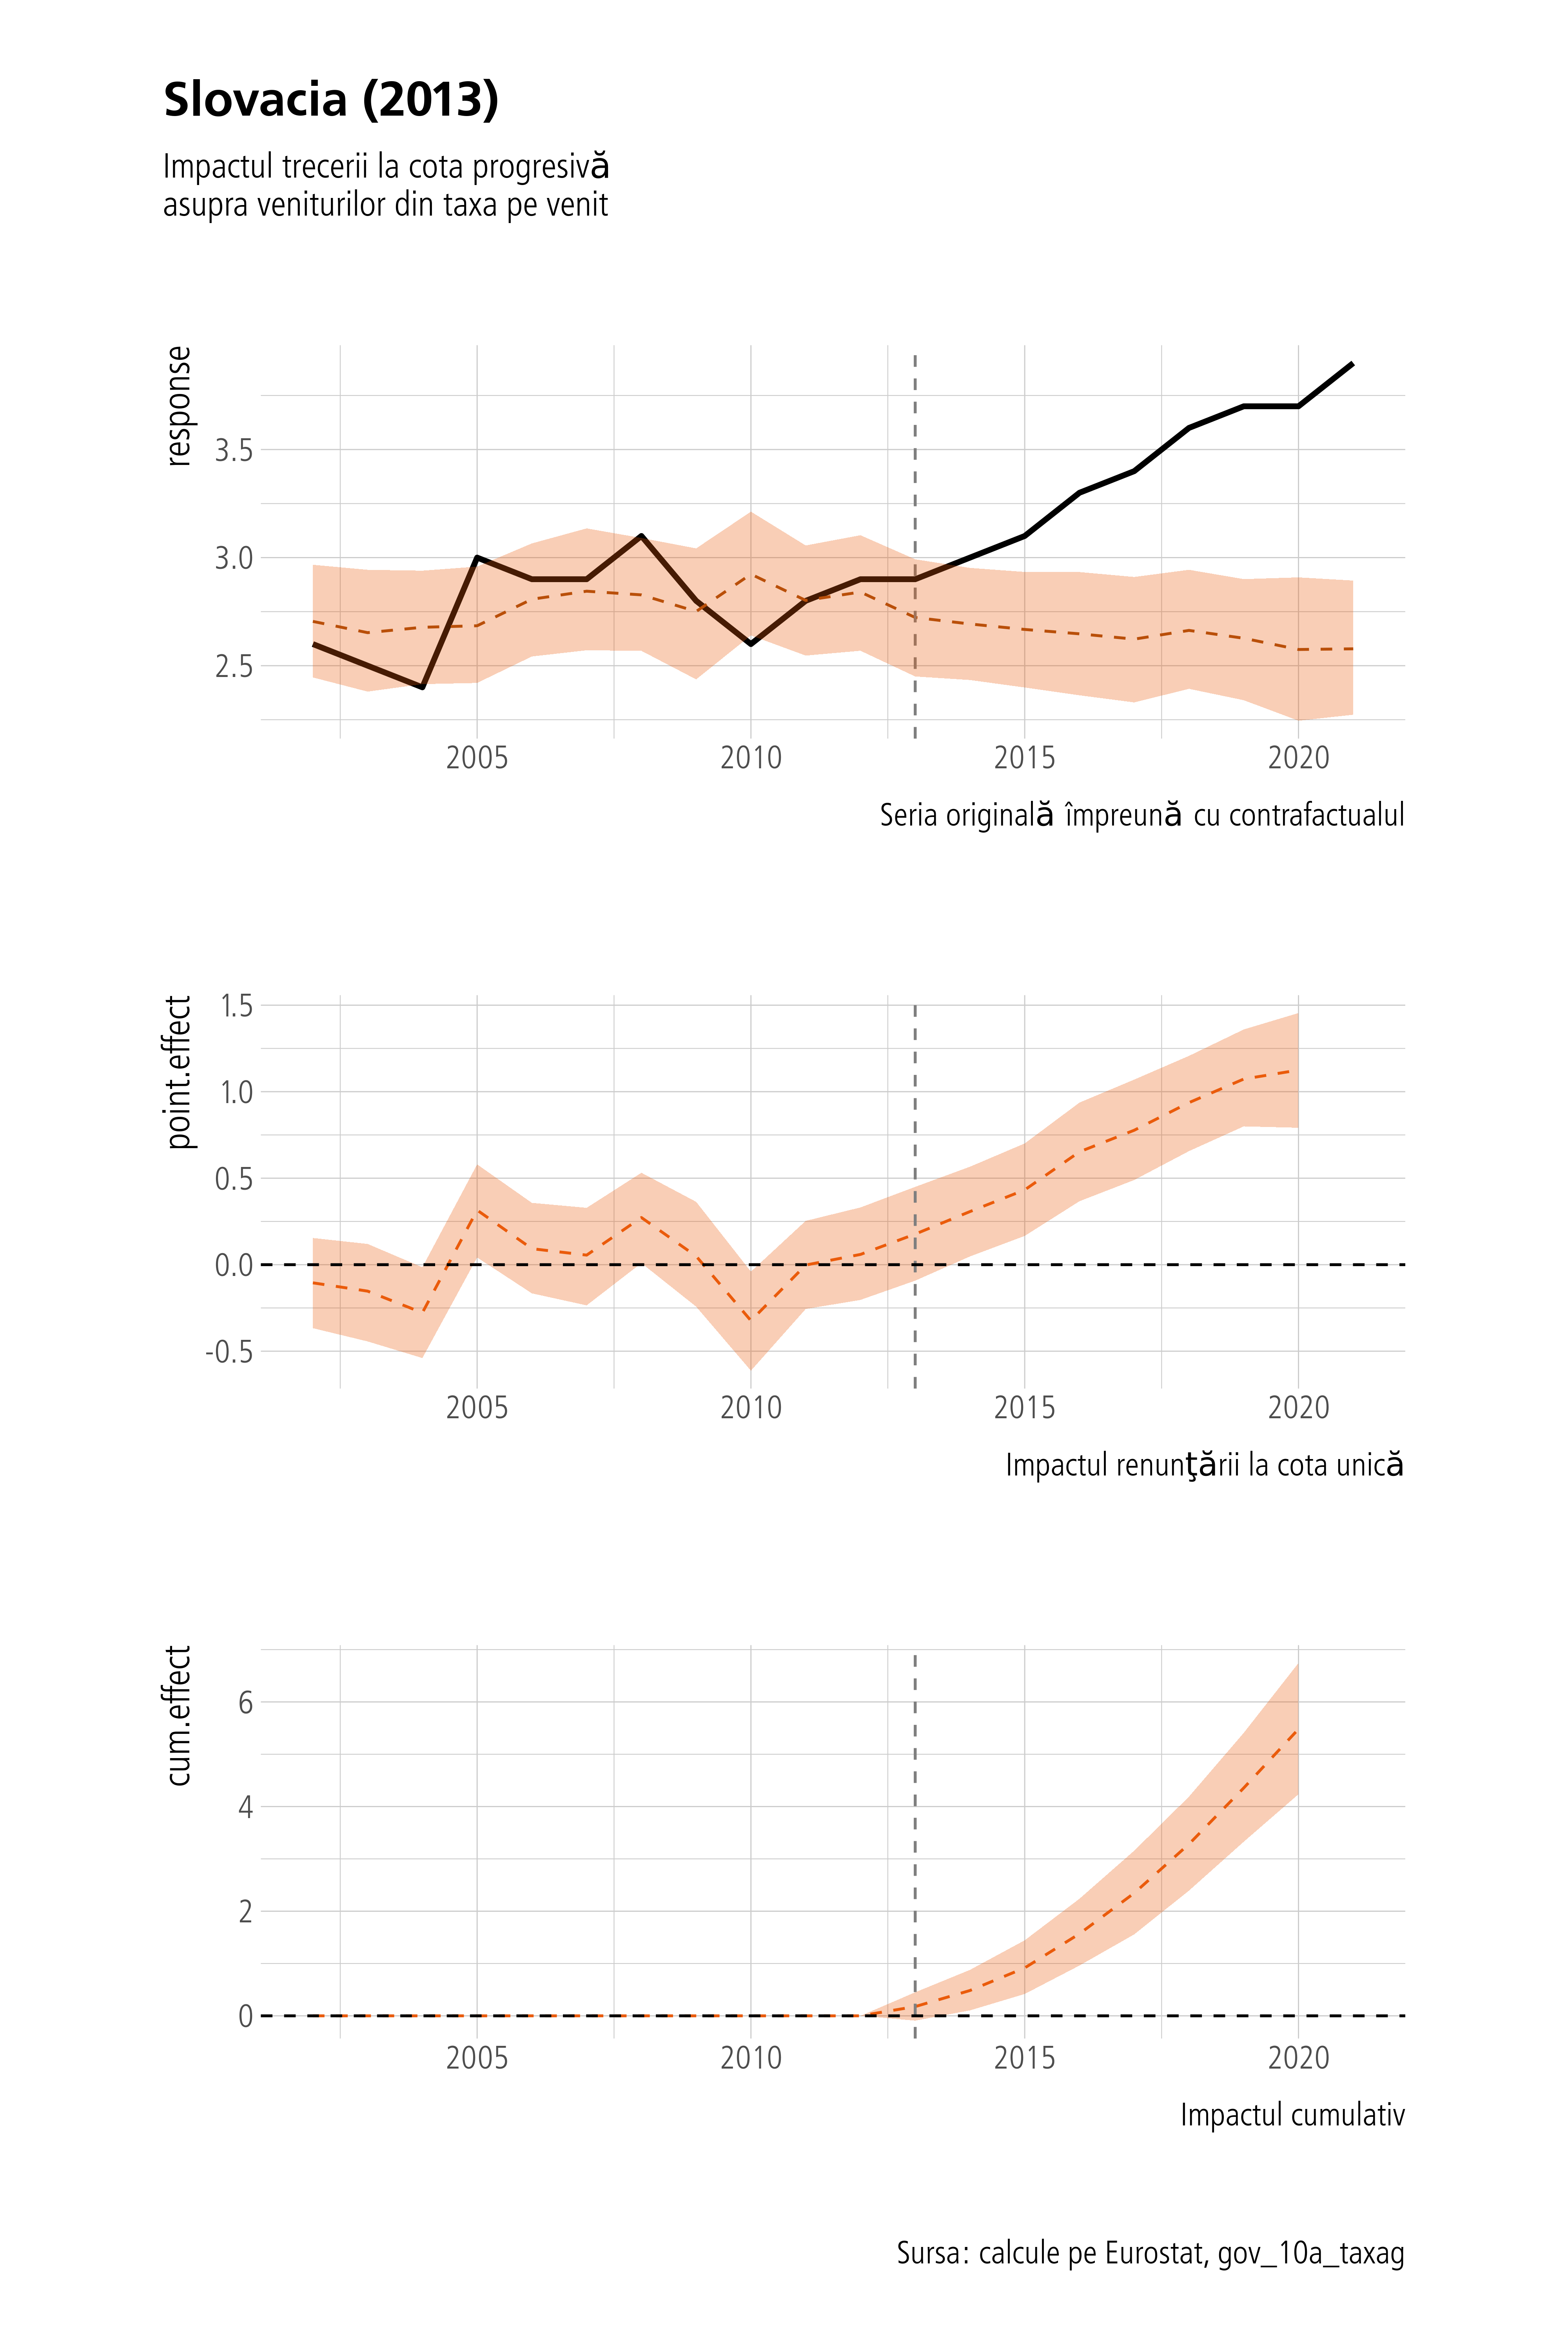 Slovacia (2013)
Impactul trecerii la cota progresivă
asupra veniturilor din taxa pe venit
response
3.5
3.0
2.5
2005 2010 2015 2020
Seria originală împreună cu contrafactualul
point.effect
1.5
1.0
0.5
0.0
-0.5
2005 2010 2015 2020
Impactul renunţării la cota unică
cum.effect
6
4
2
0
2005 2010 2015 2020
Impactul cumulativ
Sursa: calcule pe Eurostat, gov_10a_taxag